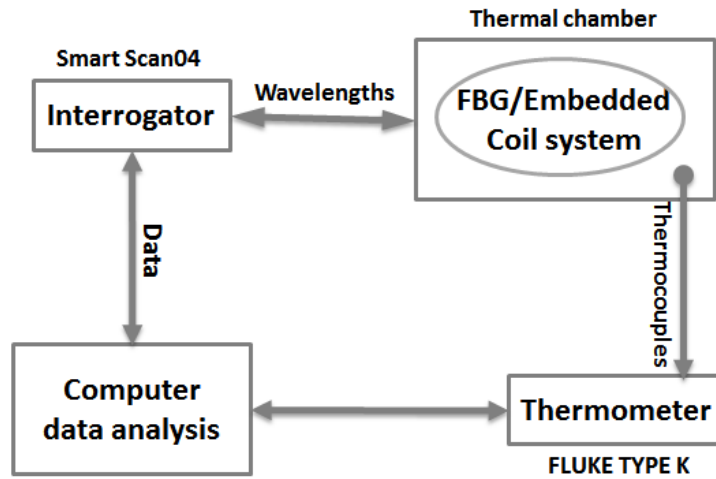 Thermal chamber
Smart Scan04
Interrogator
Wavelengths
FBG/Embedded
Coil system
Data
Thermocouples
Computer
data analysis
Thermometer
FLUKE TYPE K